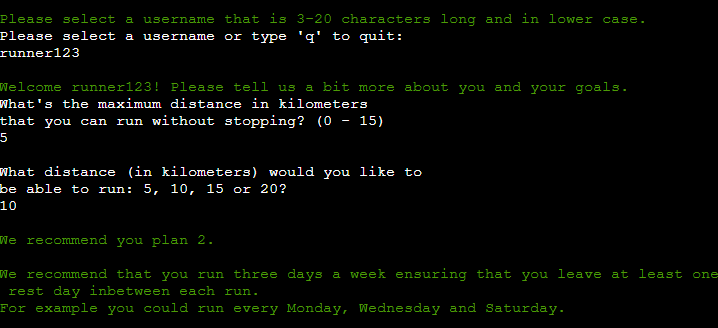 Please select a username that is 3-20 characters long and in lower case.
Please select a username or type 'q' to quit:
runner123
Welcome runner123! Please tell us a bit more about you and your goals.
What's the maximum distance in kilometers
that you can run without stopping? (0 - 15)
5
What distance (in kilometers) would you like to
be able to run: 5, 10, 15 or 20?
10
We recommend you plan 2.
We recommend that you run three days a week ensuring that you leave at least one
rest day inbetween each run.
For example you could run every Monday, Wednesday and Saturday.